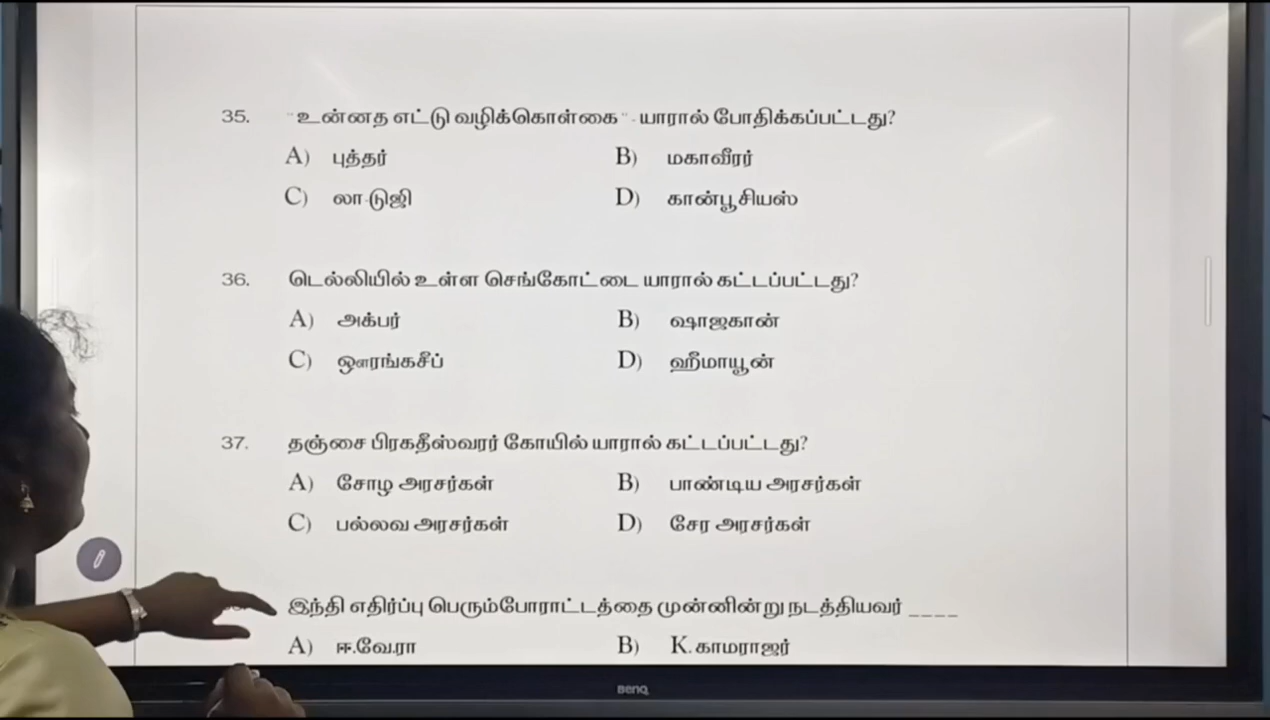 35. "உன்னத எட்டு வழிக்கொள்கை" - யாரால் போதிக்கப்பட்டது?
A) புத்தர் B) மகாவீரர்
C) லா-டுஜி D) கான்பூசியஸ்
36. டெல்லியில் உள்ள செங்கோட்டை யாரால் கட்டப்பட்டது?
A) அக்பர் B) ஷாஜகான்
C) ஔரங்கசீப் D) ஹீமாயூன்
37. தஞ்சை பிரகதீஸ்வரர் கோயில் யாரால் கட்டப்பட்டது?
A) சோழ அரசர்கள் B) பாண்டிய அரசர்கள்
C) பல்லவ அரசர்கள் D) சேர அரசர்கள்
இந்தி எதிர்ப்பு பெரும்போராட்டத்தை முன்னின்று நடத்தியவர் ____
A) ஈ.வே.ரா B) K. காமராஜர்
BenQ